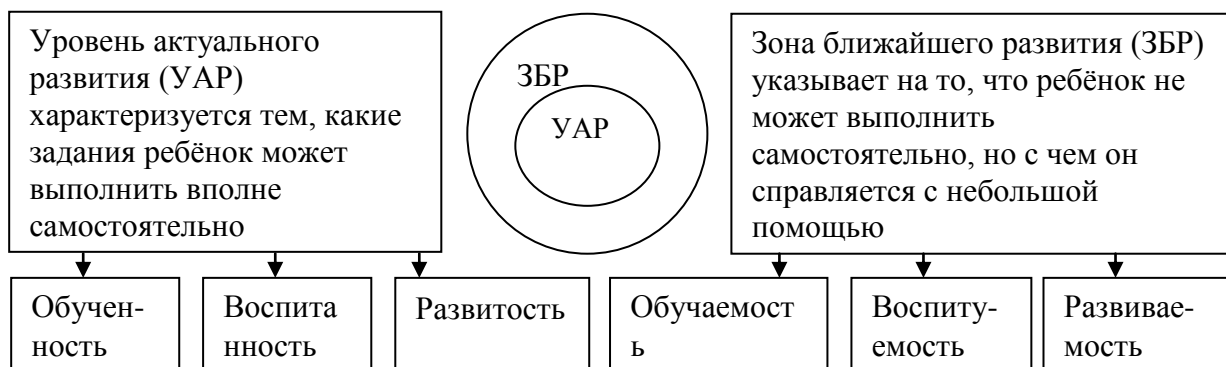 Уровень актуального
развития (УАР)
характеризуется тем, какие
задания ребёнок может
выполнить вполне
самостоятельно
ЗБР
УАР
Зона ближайшего развития (ЗБР)
указывает на то, что ребёнок не
может выполнить
самостоятельно, но с чем он
справляется с небольшой
помощью
Обучен-
ность
Воспита
нность
Развитость
Обучаемост
ь
Воспиту-
емость
Развивае-
мость